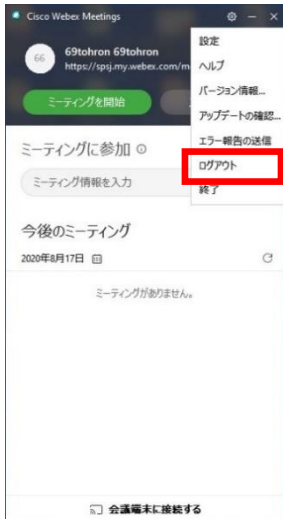 Cisco Webex Meetings
66
69tohron 69tohron
https://spsj.my.webex.com/m
ミーティングを開始
設定
ヘルプ
バージョン情報...
アップデートの確認...
エラー報告の送信
ログアウト
終了
ミーティングに参加
ミーティング情報を入力
今後のミーティング
2020年8月17日
ミーティングがありません。
会議端末に接続する